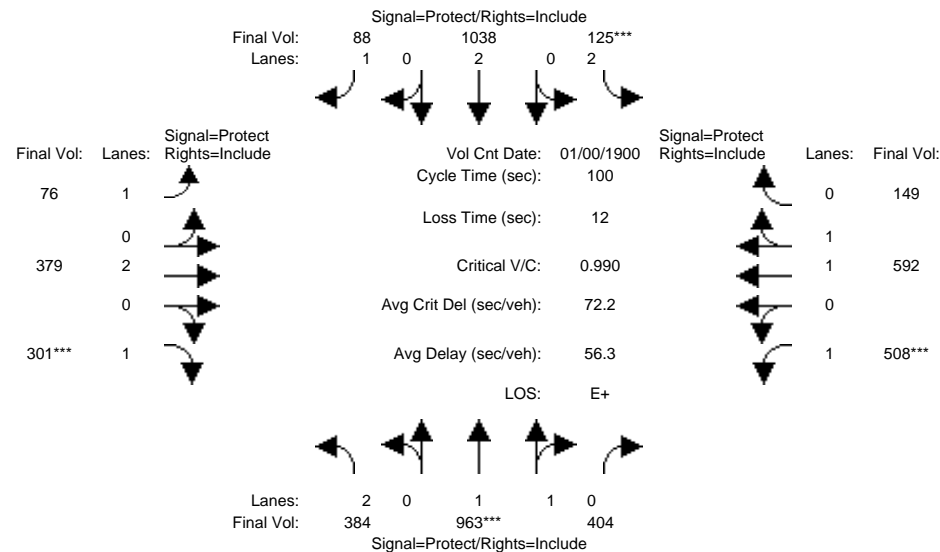 Signal=Protect/Rights=Include
Final Vol: 88 1038 125***
Lanes: 1 0 2 0 2
Signal=Protect
Final Vol: Lanes: Rights=Include
Vol Cnt Date: 01/00/1900
Signal=Protect
Rights=Include Lanes: Final Vol:
Cycle Time (sec): 100
76 1
0 149
Loss Time (sec): 12
0
1
379 2
Critical V/C: 0.990
1 592
0
Avg Crit Del (sec/veh): 72.2
0
301*** 1
Avg Delay (sec/veh): 56.3
1 508***
LOS: E+
Lanes: 2 0 1 1 0
Final Vol: 384 963*** 404
Signal=Protect/Rights=Include